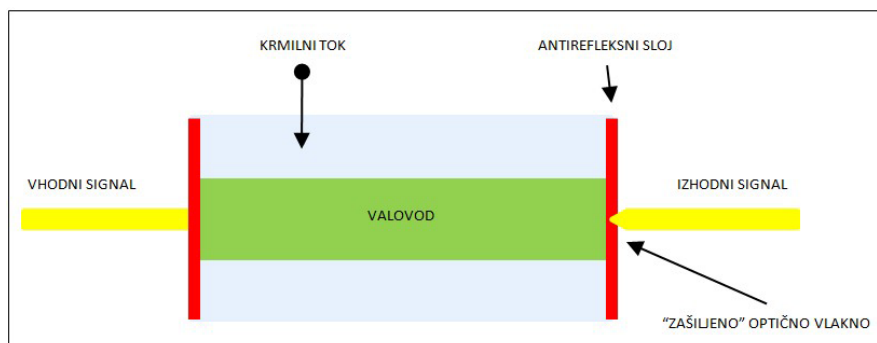 KRMILNI TOK
ANTIREFLEKSNI SLOJ
VHODNI SIGNAL
IZHODNI SIGNAL
VALOVOD
"ZAŠILJENO" OPTIČNO VLAKNO